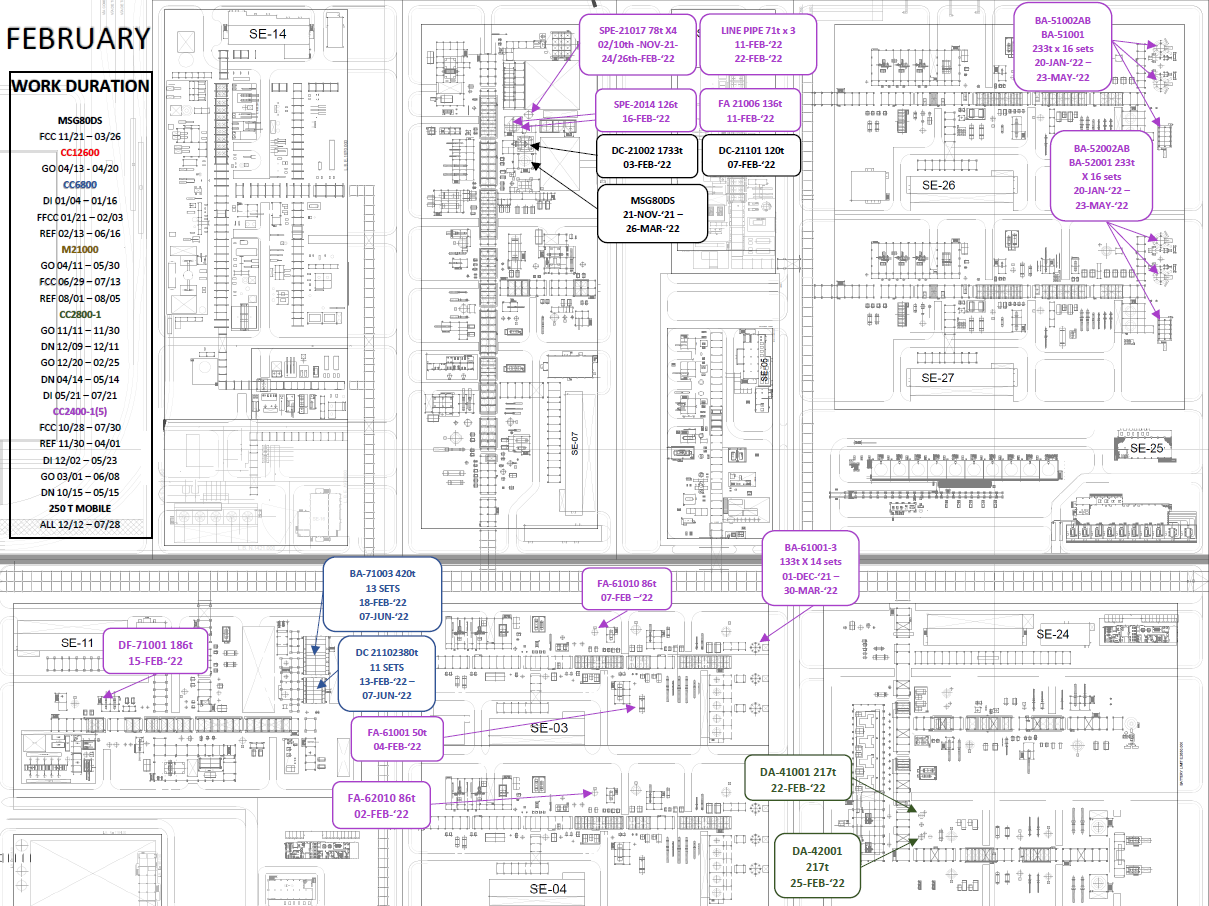 FEBRUARY
WORK DURATION
MSG80DS
FCC 11/21 – 03/26
CC12600
GO 04/13 - 04/20
CC6800
DI 01/04 – 01/16
FFCC 01/21 – 02/03
REF 02/13 – 06/16
M21000
GO 04/11 – 05/30
FCC 06/29 – 07/13
REF 08/01 – 08/05
CC2800-1
GO 11/11 – 11/30
DN 12/09 – 12/11
GO 12/20 – 02/25
DN 04/14 – 05/14
DI 05/21 – 07/21
CC2400-1(5)
FCC 10/28 – 07/30
REF 11/30 – 04/01
DI 12/02 – 05/23
GO 03/01 – 06/08
DN 10/15 – 05/15
250 T MOBILE
ALL 12/12 – 07/28
SE-14
SPE-21017 78t X4
02/10th -NOV-21-
24/26th-FEB-‘22
LINE PIPE 71t x 3
11-FEB-‘22
22-FEB-‘22
SPE-2014 126t
16-FEB-‘22
FA 21006 136t
11-FEB-‘22
DC-21002 1733t
03-FEB-‘22
DC-21101 120t
07-FEB-‘22
MSG80DS
21-NOV-‘21 –
26-MAR-‘22
BA-51002AB
BA-51001
233t x 16 sets
20-JAN-‘22 –
23-MAY-‘22
BA-52002AB
BA-52001 233t
X 16 sets
20-JAN-‘22 –
23-MAY-‘22
SE-26
SE-27
SE-05
SE-07
SE-25
BA-71003 420t
13 SETS
18-FEB-‘22
07-JUN-‘22
FA-61010 86t
07-FEB –‘22
BA-61001-3
133t X 14 sets
01-DEC-‘21 –
30-MAR-‘22
SE-11
DF-71001 186t
15-FEB-‘22
DC 21102380t
11 SETS
13-FEB-‘22 –
07-JUN-‘22
SE-24
FA-61001 50t
04-FEB-‘22
SE-03
FA-62010 86t
02-FEB-‘22
DA-41001 217t
22-FEB-‘22
DA-42001
217t
25-FEB-‘22
SE-04